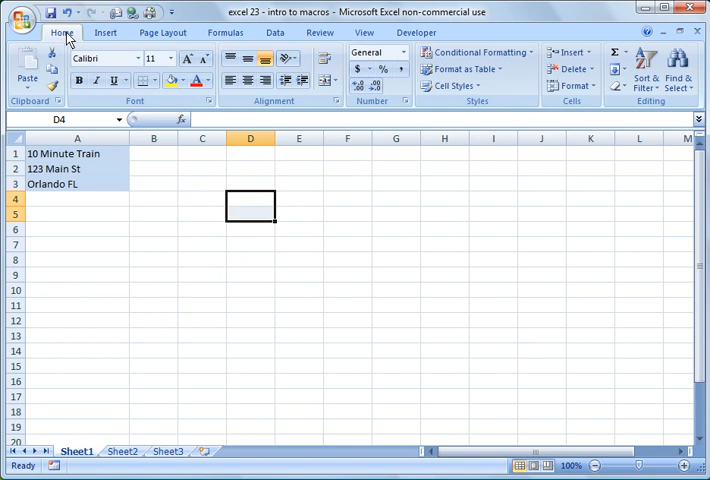 excel 23 - intro to macros - Microsoft Excel non-commercial use
Home Insert Page Layout Formulas Data Review View Developer
Paste
Clipboard
Calibri 11
B I U A
Font
Alignment
General
$ % ,
Number
Conditional Formatting
Format as Table
Cell Styles
Styles
Insert
Delete
Format
Cells
Σ
Sort & Filter
Find & Select
Editing
D4 fx
A B C D E F G H I J K L M
1 10 Minute Train
2 123 Main St
3 Orlando FL
4
5
6
7
8
9
10
11
12
13
14
15
16
17
18
19
20
Sheet1 Sheet2 Sheet3
Ready 100%